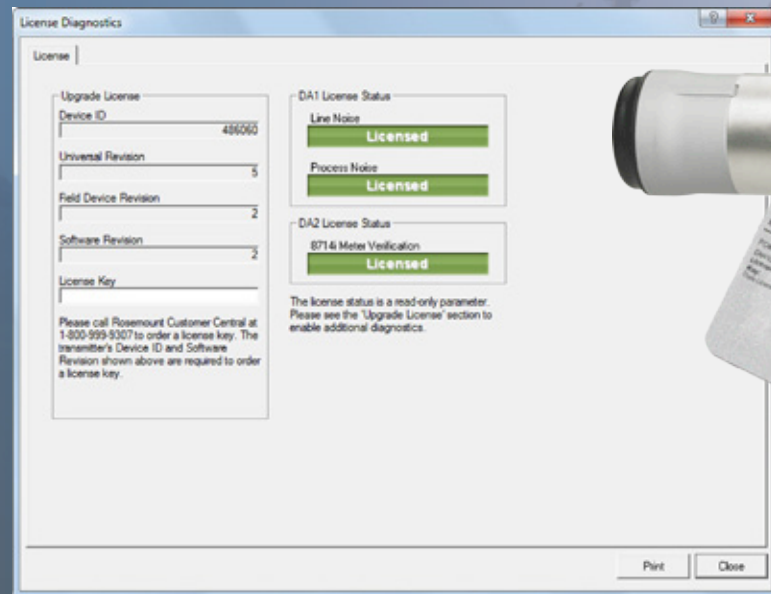 License Diagnostics
License
Upgrade License
Device ID
486060
Universal Revision
5
Field Device Revision
2
Software Revision
2
License Key
Please call Rosemount Customer Central at
1-800-999-9307 to order a license key. The
transmitter's Device ID and Software
Revision shown above are required to order
a license key.
DA1 License Status
Line Noise
Licensed
Process Noise
Licensed
DA2 License Status
8714i Meter Verification
Licensed
The license status is a read-only parameter.
Please see the 'Upgrade License' section to
enable additional diagnostics.
Print
Close